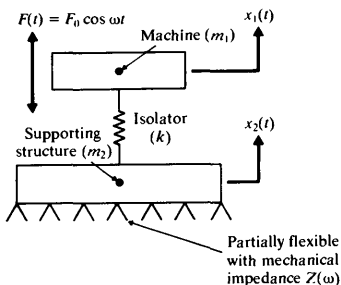 F(t) = F₀ cos ωt
x₁(t)
Machine (m₁)
Isolator
(k)
x₂(t)
Supporting
structure (m₂)
Partially flexible
with mechanical
impedance Z(ω)